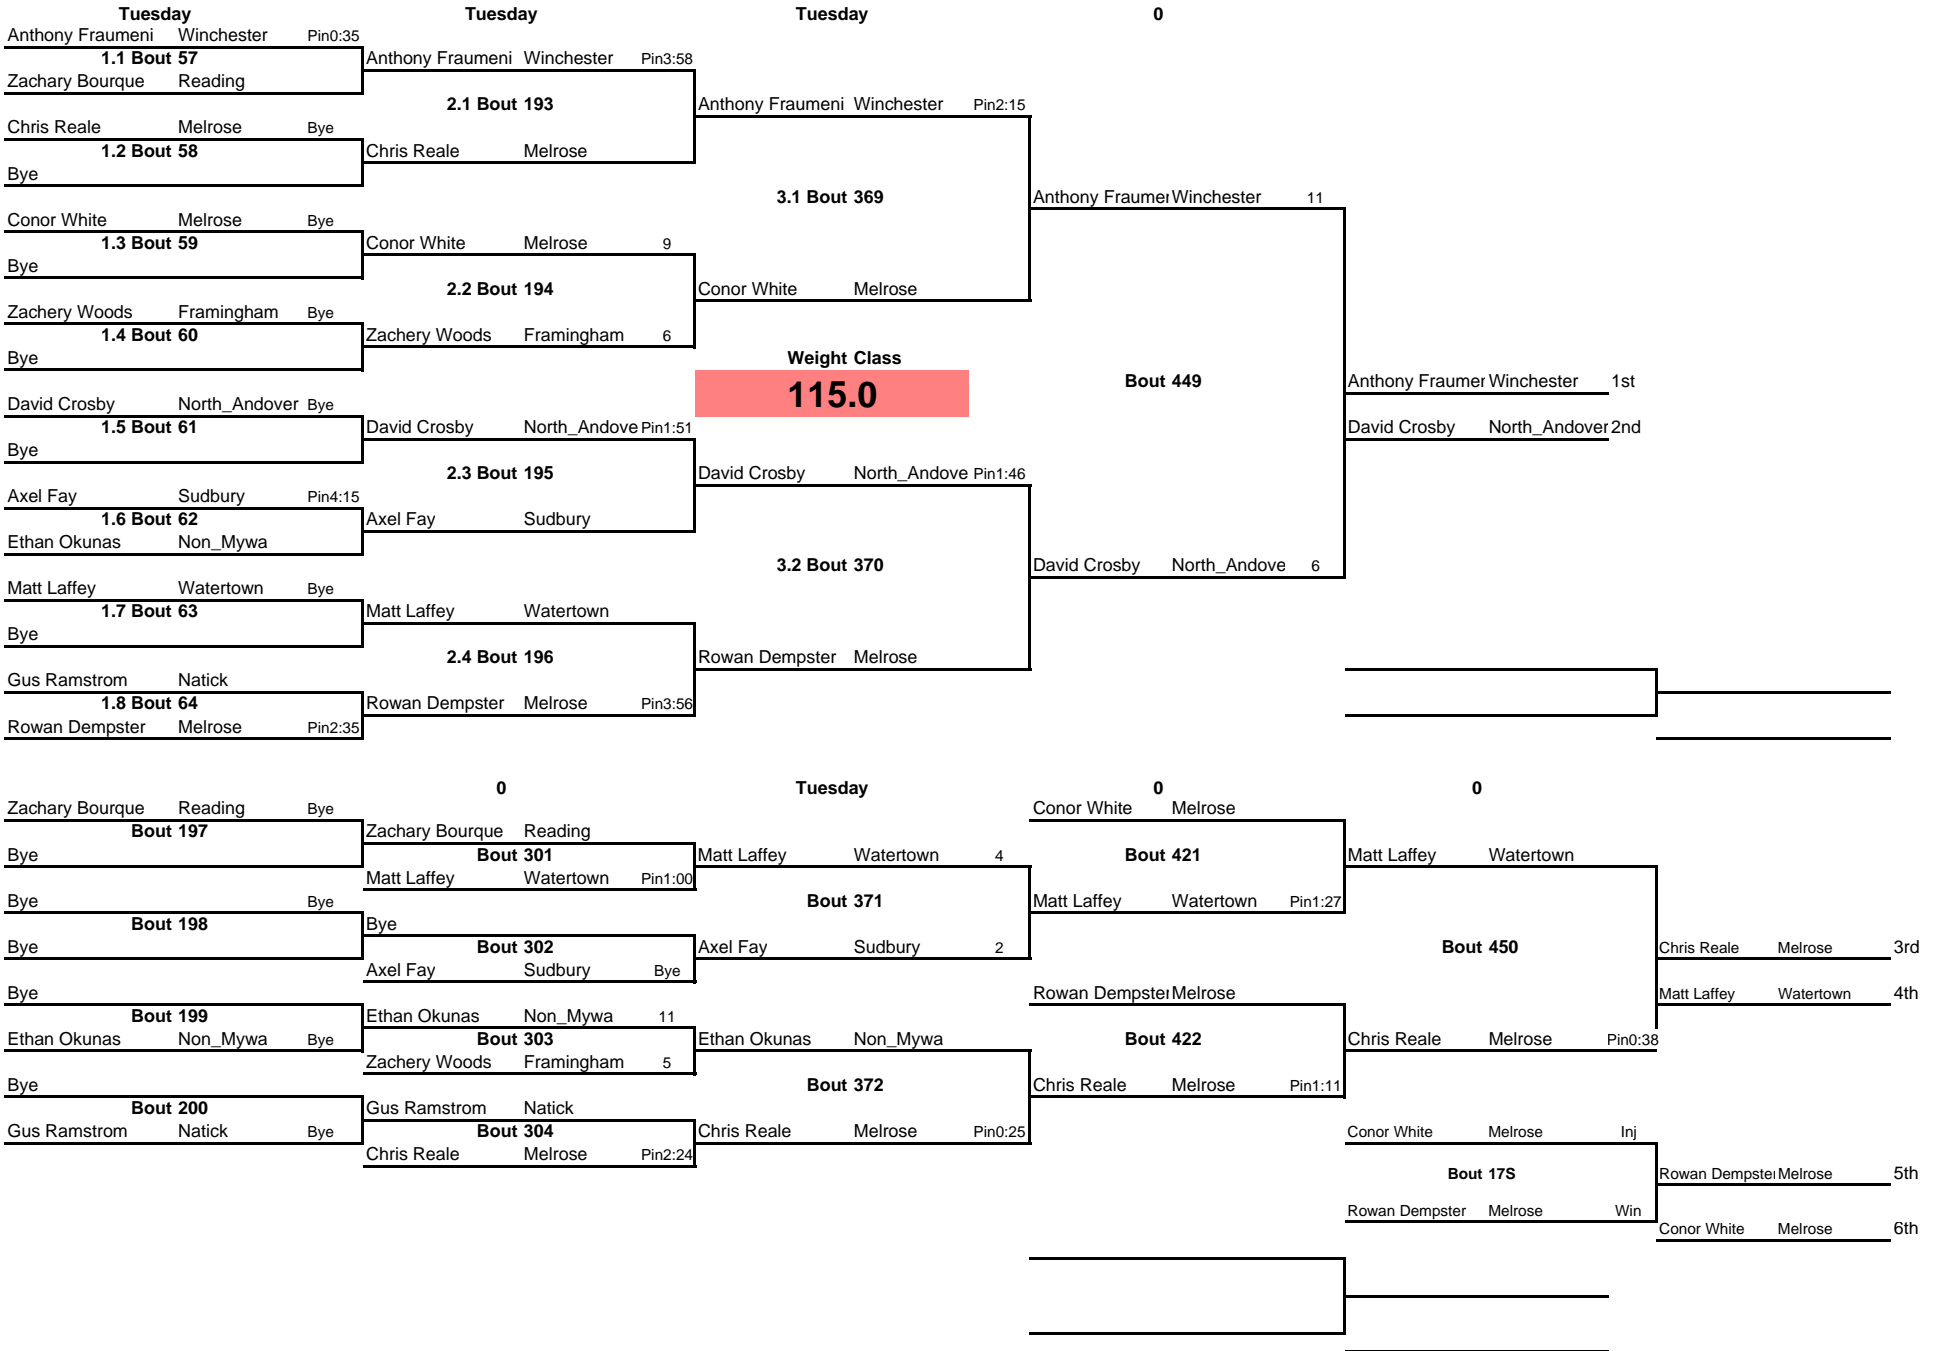 Tuesday Tuesday Tuesday 0
Anthony Fraumeni Winchester Pin0:35
1.1 Bout 57 Anthony Fraumeni Winchester Pin3:58
Zachary Bourque Reading
2.1 Bout 193 Anthony Fraumeni Winchester Pin2:15
Chris Reale Melrose Bye
1.2 Bout 58 Chris Reale Melrose
Bye
3.1 Bout 369 Anthony Fraumer Winchester 11
Conor White Melrose Bye
1.3 Bout 59 Conor White Melrose 9
Bye
2.2 Bout 194 Conor White Melrose
Zachery Woods Framingham Bye
1.4 Bout 60 Zachery Woods Framingham 6
Bye Weight Class
Bout 449 Anthony Fraumer Winchester 1st
115.0
David Crosby North_Andover Bye
1.5 Bout 61 David Crosby North_Andove Pin1:51 David Crosby North_Andover 2nd
Bye
2.3 Bout 195 David Crosby North_Andove Pin1:46
Axel Fay Sudbury Pin4:15
1.6 Bout 62 Axel Fay Sudbury
Ethan Okunas Non_Mywa
3.2 Bout 370 David Crosby North_Andove 6
Matt Laffey Watertown Bye
1.7 Bout 63 Matt Laffey Watertown
Bye
2.4 Bout 196 Rowan Dempster Melrose
Gus Ramstrom Natick
1.8 Bout 64 Rowan Dempster Melrose Pin3:56
Rowan Dempster Melrose Pin2:35
0 Tuesday 0 0
Zachary Bourque Reading Bye Conor White Melrose
Bout 197 Zachary Bourque Reading
Bye Bout 301 Matt Laffey Watertown 4 Bout 421 Matt Laffey Watertown
Matt Laffey Watertown Pin1:00
Bye Bye Bout 371 Matt Laffey Watertown Pin1:27
Bout 198 Bye
Bye Bout 302 Axel Fay Sudbury 2 Bout 450 Chris Reale Melrose 3rd
Axel Fay Sudbury Bye
Bye Rowan Dempster Melrose Matt Laffey Watertown 4th
Bout 199 Ethan Okunas Non_Mywa 11
Ethan Okunas Non_Mywa Bye Bout 303 Ethan Okunas Non_Mywa Bout 422 Chris Reale Melrose Pin0:38
Zachery Woods Framingham 5
Bye Bout 372 Chris Reale Melrose Pin1:11
Bout 200 Gus Ramstrom Natick
Gus Ramstrom Natick Bye Bout 304 Chris Reale Melrose Pin0:25 Conor White Melrose Inj
Chris Reale Melrose Pin2:24
Bout 17S Rowan Dempster Melrose 5th
Rowan Dempster Melrose Win
Conor White Melrose 6th